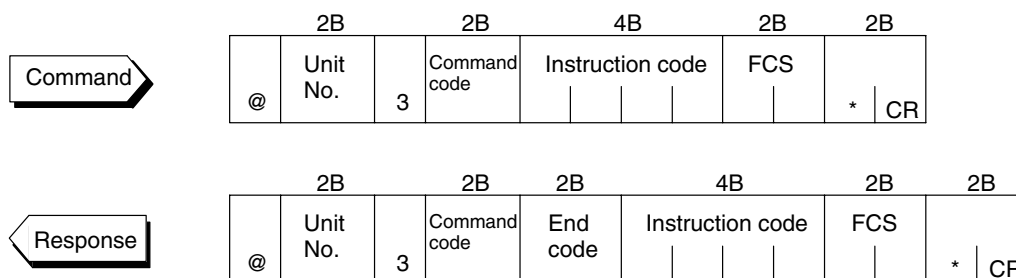 2B 2B 4B 2B 2B
Command
@ Unit No. 3 Command code Instruction code FCS * CR
2B 2B 2B 4B 2B 2B
Response
@ Unit No. 3 Command code End code Instruction code FCS * CR